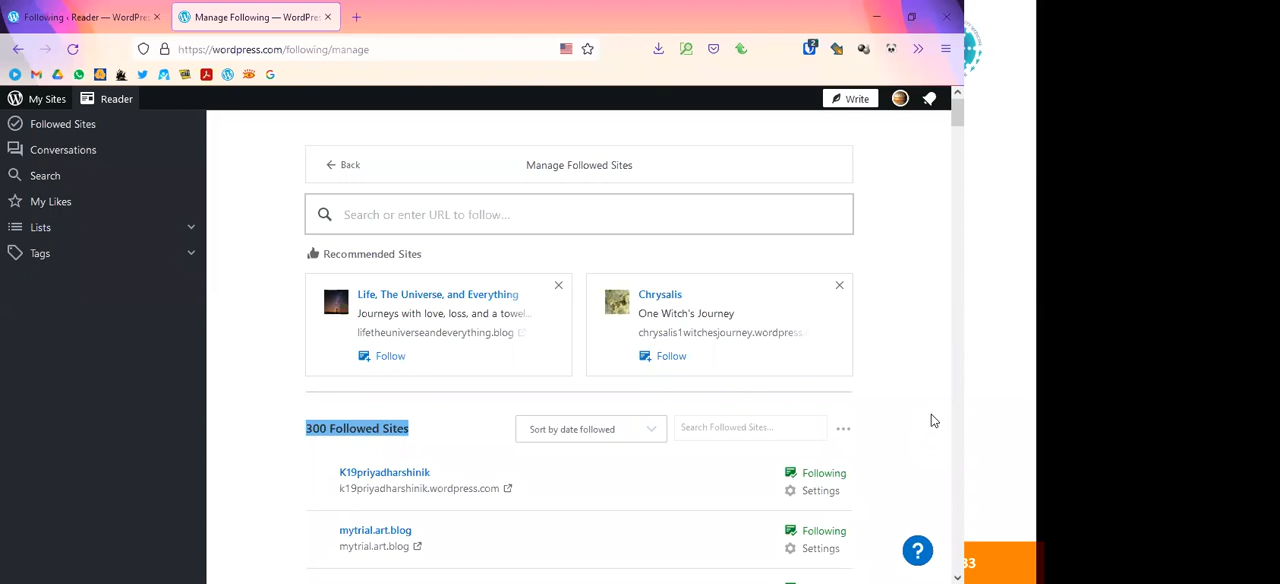 Following ‹ Reader — WordPre:
Manage Following — WordPre:
https://wordpress.com/following/manage
2
My Sites
Reader
Write
Followed Sites
Conversations
Search
My Likes
Lists
Tags
Back
Manage Followed Sites
Search or enter URL to follow...
Recommended Sites
Life, The Universe, and Everything
Journeys with love, loss, and a towel...
lifetheuniverseandeverything.blog
Follow
Chrysalis
One Witch's Journey
chrysalis1witchesjourney.wordpress.
Follow
300 Followed Sites
Sort by date followed
Search Followed Sites...
K19priyadharshinik
k19priyadharshinik.wordpress.com
Following
Settings
mytrial.art.blog
mytrial.art.blog
Following
Settings
?
33